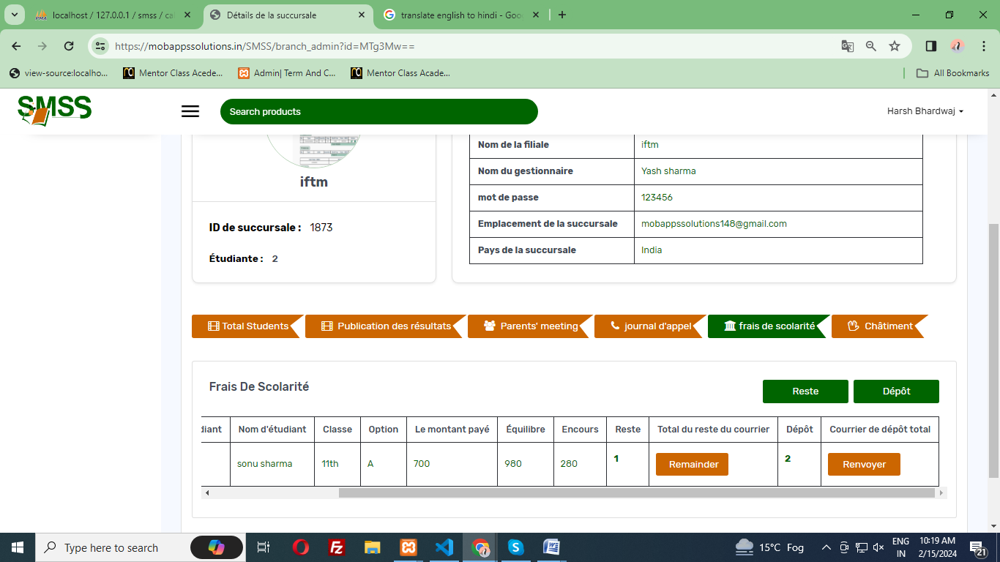 localhost / 127.0.0.1 / smss / ca
Détails de la succursale
translate english to hindi - Goo
https://mobappssolutions.in/SMSS/branch_admin?id=MTg3Mw==
view-source:localho...
Mentor Class Acede...
Admin| Term And C...
Mentor Class Acade...
All Bookmarks
SMSS
Search products
Harsh Bhardwaj
iftm
ID de succursale : 1873
Étudiante : 2
Nom de la filiale iftm
Nom du gestionnaire Yash sharma
mot de passe 123456
Emplacement de la succursale mobappssolutions148@gmail.com
Pays de la succursale India
Total Students
Publication des résultats
Parents' meeting
journal d'appel
frais de scolarité
Châtiment
Frais De Scolarité
Reste
Dépôt
diant Nom d'étudiant Classe Option Le montant payé Équilibre Encours Reste Total du reste du courrier Dépôt Courrier de dépôt total
sonu sharma 11th A 700 980 280 1 Remainder 2 Renvoyer
Type here to search
15°C Fog
ENG
IN
10:19 AM
2/15/2024
21